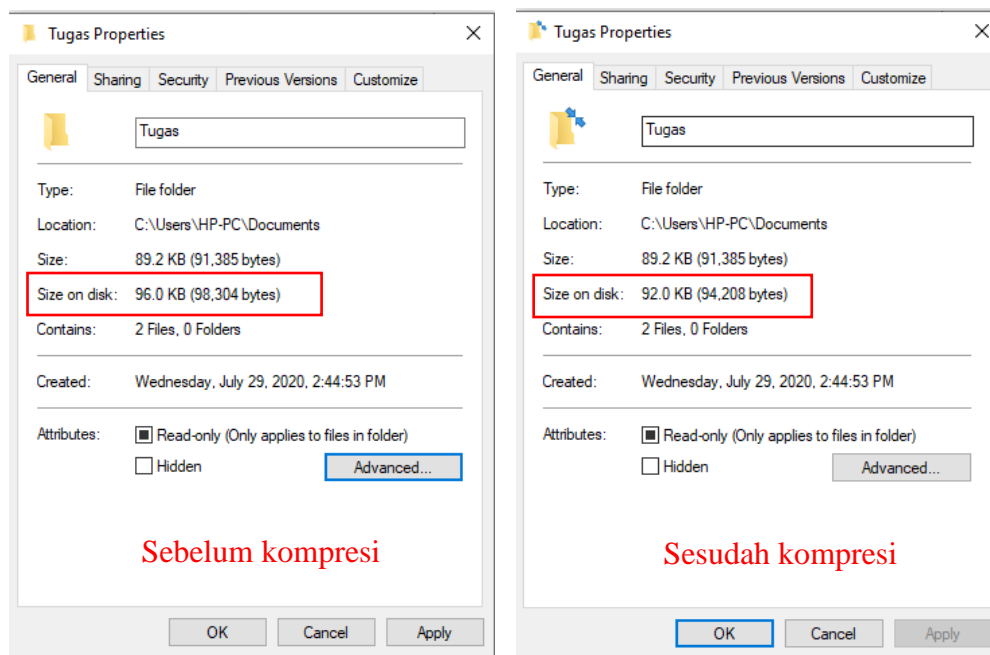 Tugas Properties
General Sharing Security Previous Versions Customize
Tugas
Type: File folder
Location: C:\Users\HP-PC\Documents
Size: 89.2 KB (91,385 bytes)
Size on disk: 96.0 KB (98,304 bytes)
Contains: 2 Files, 0 Folders
Created: Wednesday, July 29, 2020, 2:44:53 PM
Attributes: Read-only (Only applies to files in folder)
Hidden Advanced...
Sebelum kompresi
OK Cancel Apply
Tugas Properties
General Sharing Security Previous Versions Customize
Tugas
Type: File folder
Location: C:\Users\HP-PC\Documents
Size: 89.2 KB (91,385 bytes)
Size on disk: 92.0 KB (94,208 bytes)
Contains: 2 Files, 0 Folders
Created: Wednesday, July 29, 2020, 2:44:53 PM
Attributes: Read-only (Only applies to files in folder)
Hidden Advanced...
Sesudah kompresi
OK Cancel Apply